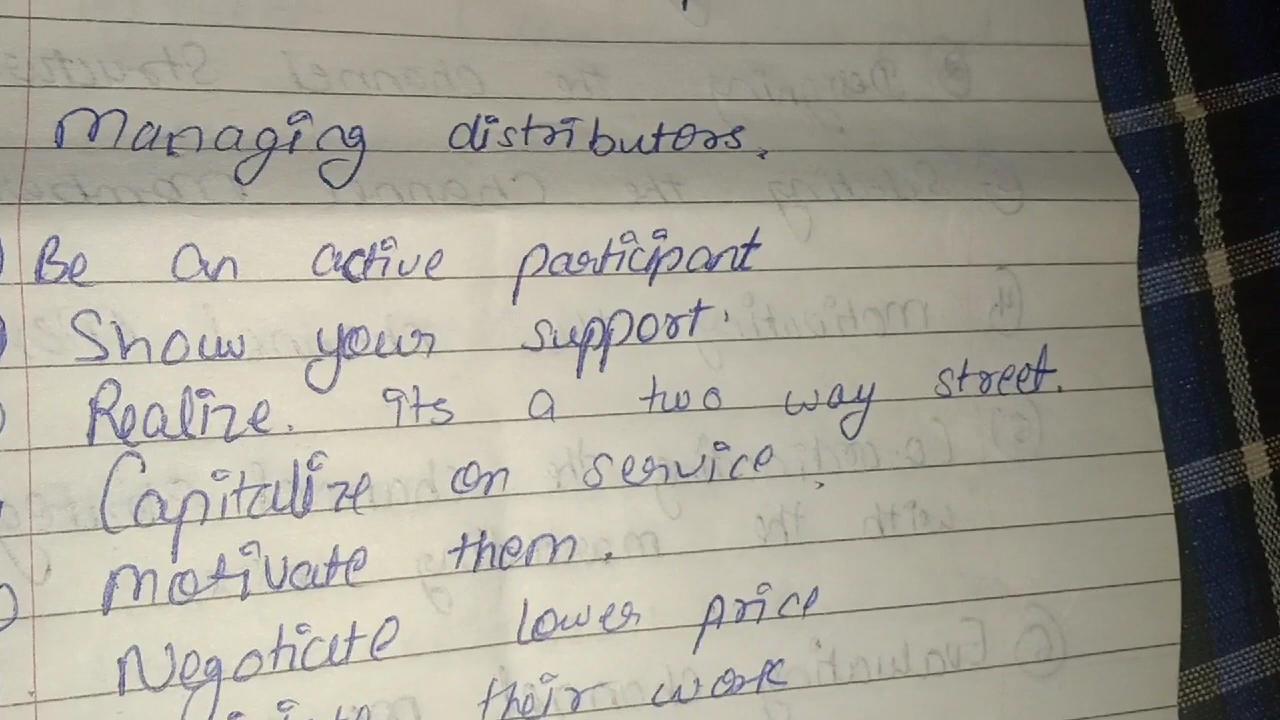 Managing distributors.
Be an active participant
Show your support.
Realize. its a two way street.
Capitalize on service,
Motivate them.
Negotiate lower price
their work